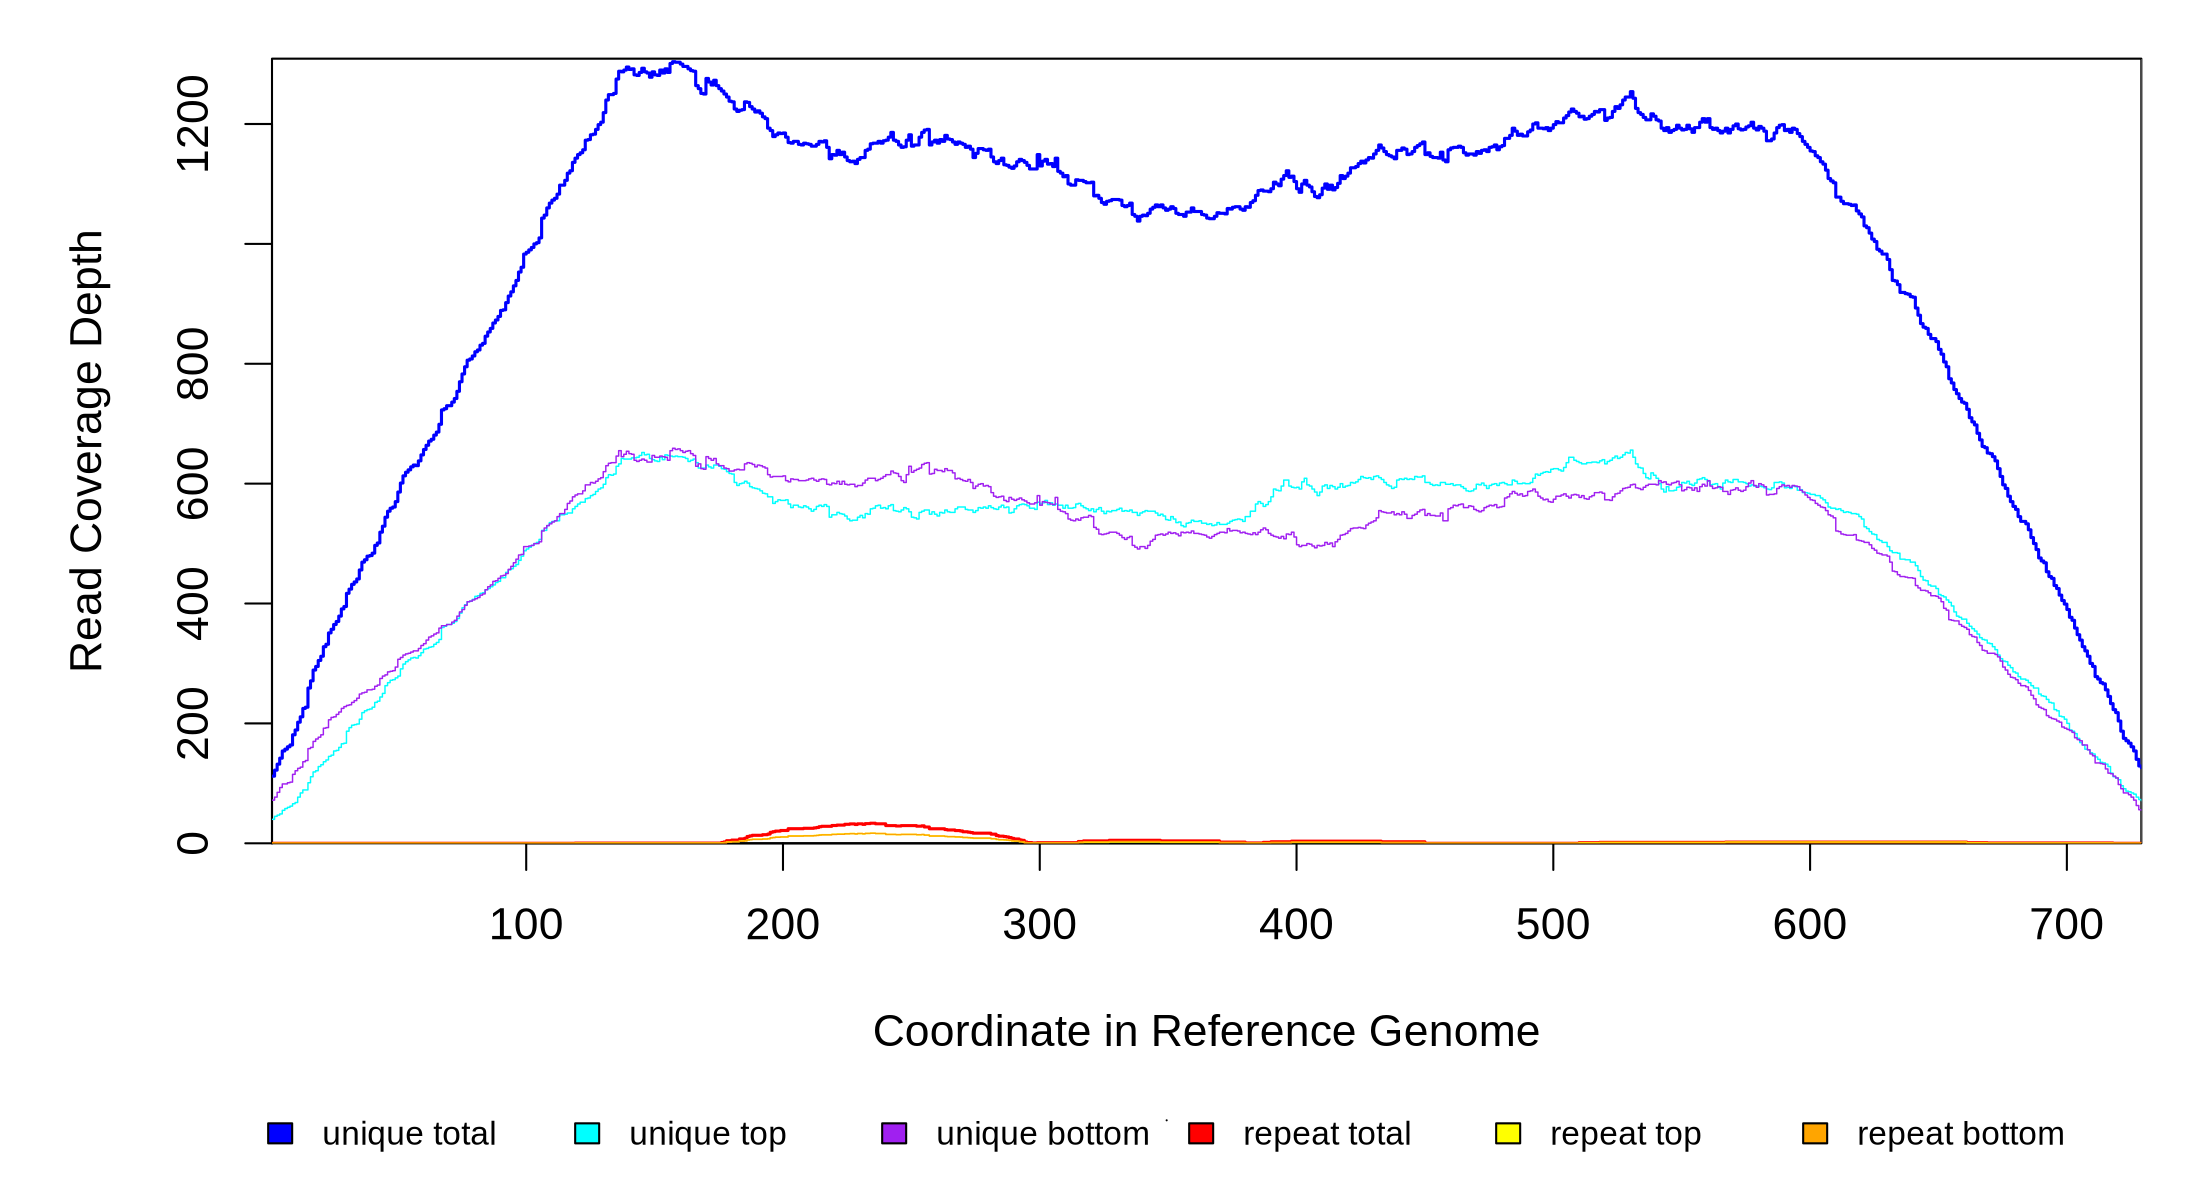 1200
800
600
400
200
0
Read Coverage Depth
100 200 300 400 500 600 700
Coordinate in Reference Genome
unique total unique top unique bottom repeat total repeat top repeat bottom